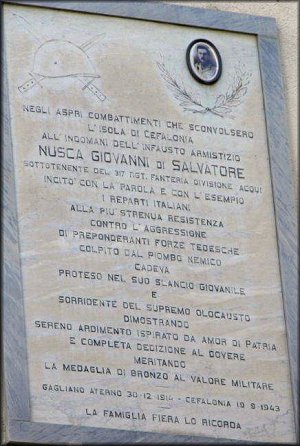 NEGLI ASPRI COMBATTIMENTI CHE SCONVOLSERO
L'ISOLA DI CEFALONIA
ALL'INDOMANI DELL'INFAUSTO ARMISTIZIO
NUSCA GIOVANNI DI SALVATORE
SOTTOTENENTE DEL 317 RGT. FANTERIA DIVISIONE ACQUI
INCITÒ CON LA PAROLA E CON L'ESEMPIO
I REPARTI ITALIANI
ALLA PIU' STRENUA RESISTENZA
CONTRO L'AGGRESSIONE
DI PREPONDERANTI FORZE TEDESCHE
COLPITO DAL PIOMBO NEMICO
CADEVA
PROTESO NEL SUO SLANCIO GIOVANILE
E
SORRIDENTE DEL SUPREMO OLOCAUSTO
DIMOSTRANDO
SERENO ARDIMENTO ISPIRATO DA AMOR DI PATRIA
E COMPLETA DEDIZIONE AL DOVERE
MERITANDO
LA MEDAGLIA DI BRONZO AL VALORE MILITARE
GAGLIANO ATERNO 30-12-1914 - CEFALONIA 19-9-1943
LA FAMIGLIA FIERA LO RICORDA